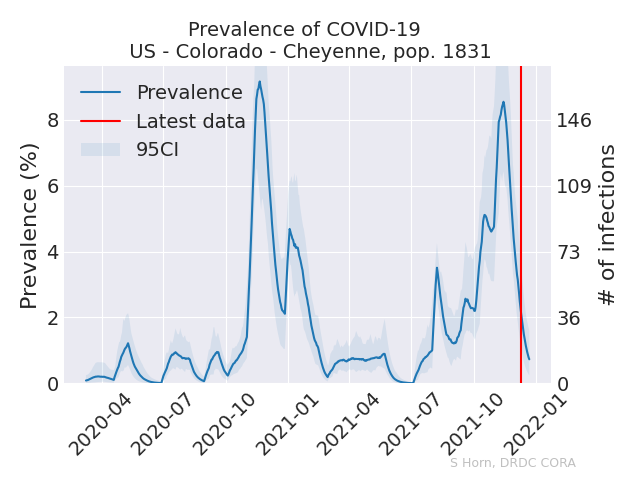 Prevalence of COVID-19
US - Colorado - Cheyenne, pop. 1831
Prevalence
Latest data
95CI
Prevalence (%)
8
6
4
2
0
146
109
73
36
0
# of infections
2020-04
2020-07
2020-10
2021-01
2021-04
2021-07
2021-10
2022-01
S Horn, DRDC CORA